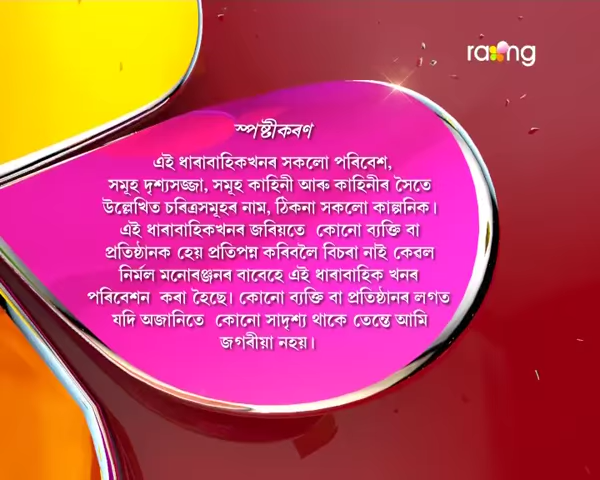 rang
স্পষ্টীকৰণ
এই ধাৰাবাহিকখনৰ সকলো পৰিবেশ,
সমূহ দৃশ্যসজ্জা, সমূহ কাহিনী আৰু কাহিনীৰ সৈতে
উল্লেখিত চৰিত্ৰসমূহৰ নাম, ঠিকনা সকলো কাল্পনিক।
এই ধাৰাবাহিকখনৰ জৰিয়তে কোনো ব্যক্তি বা
প্ৰতিষ্ঠানক হেয় প্ৰতিপন্ন কৰিবলৈ বিচৰা নাই কেৱল
নিৰ্মল মনোৰঞ্জনৰ বাবেহে এই ধাৰাবাহিক খনৰ
পৰিবেশন কৰা হৈছে। কোনো ব্যক্তি বা প্ৰতিষ্ঠানৰ লগত
যদি অজানিতে কোনো সাদৃশ্য থাকে তেন্তে আমি
জগৰীয়া নহয়।